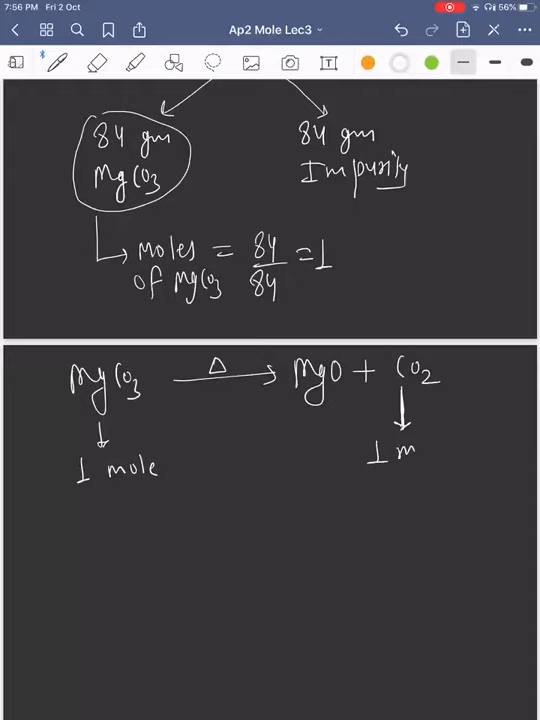 7:56 PM Fri 2 Oct 56%
Ap2 Mole Lec3
T
84 gm 84 gm
MgCO3 Impurity
moles = 84/84 = 1
of MgCO3
Δ
MgCO3 → MgO + CO2
1 mole 1 m